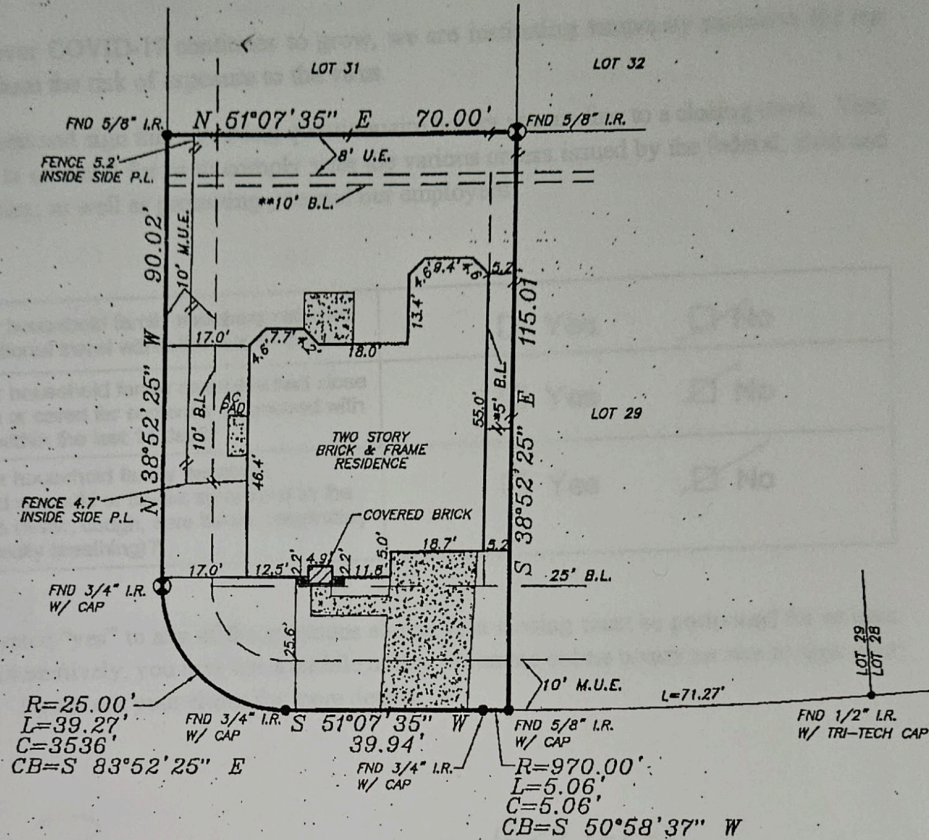 LOT 31
LOT 32
FND 5/8" I.R.
N 51°07'35" E 70.00'
FND 5/8" I.R.
FENCE 5.2'
INSIDE SIDE P.L.
8' U.E.
**10' B.L.
N 38°52'25" W 90.02'
10' M.U.E.
17.0'
10' B.L.
4.6'
7.7'
18.0'
13.4'
9.4'
5.2'
S 38°52'25" E 115.01'
*5' B.L.
55.0'
LOT 29
AC
PAD
46.4'
TWO STORY
BRICK & FRAME
RESIDENCE
FENCE 4.7'
INSIDE SIDE P.L.
COVERED BRICK
17.0'
12.5'
2.2'
4.9'
2.2'
11.8'
5.0'
18.7'
5.2'
25' B.L.
FND 3/4" I.R.
W/ CAP
25.6'
10' M.U.E.
L=71.27'
LOT 29
LOT 28
R=25.00'
L=39.27'
C=3536'
CB=S 83°52'25" E
FND 3/4" I.R.
W/ CAP
S 51°07'35" W
39.94'
FND 3/4" I.R.
W/ CAP
FND 5/8" I.R.
W/ CAP
R=970.00'
L=5.06'
C=5.06'
CB=S 50°58'37" W
FND 1/2" I.R.
W/ TRI-TECH CAP